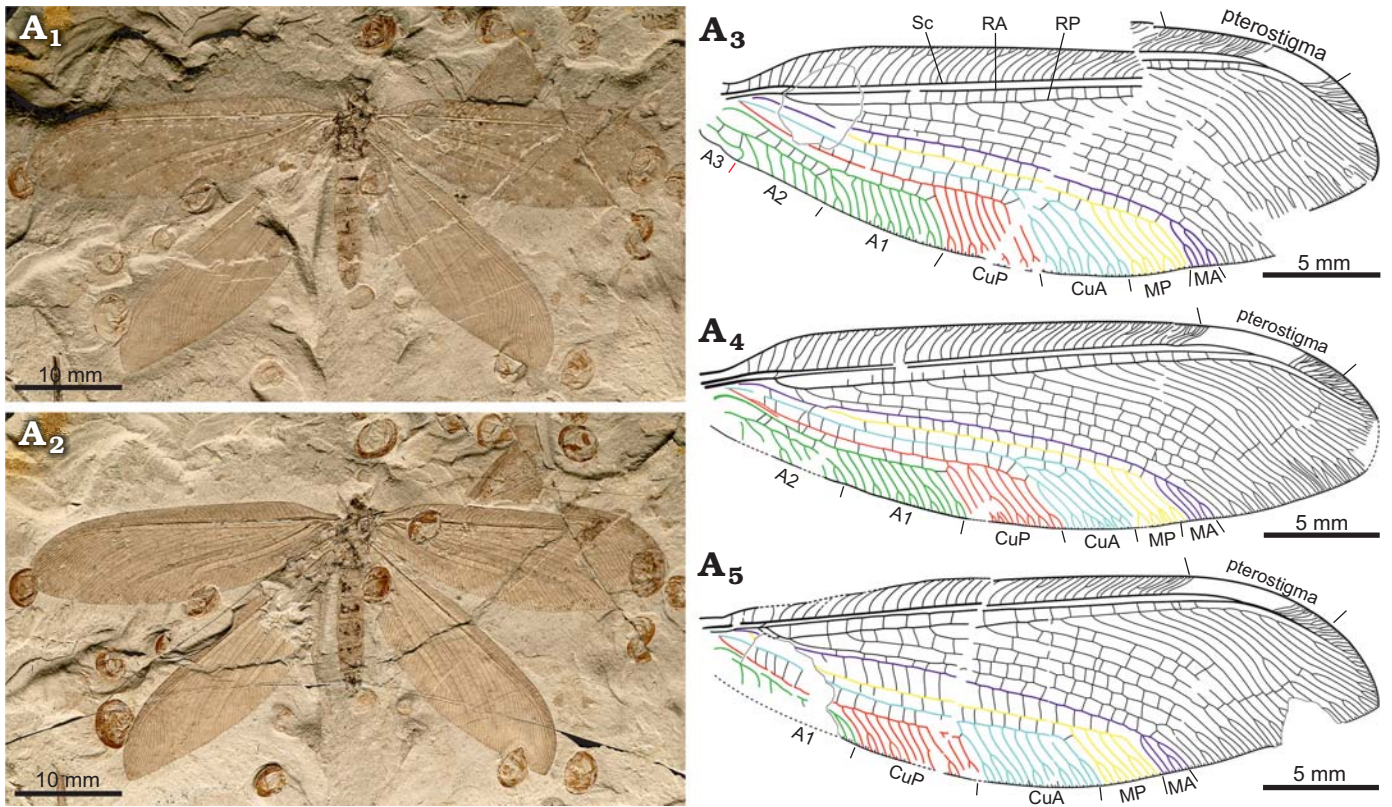 A1
10 mm
A2
10 mm
A3
Sc RA RP pterostigma
A3 A2 A1 CuP CuA MP MA
5 mm
A4
pterostigma
A2 A1 CuP CuA MP MA
5 mm
A5
pterostigma
A1 CuP CuA MP MA
5 mm